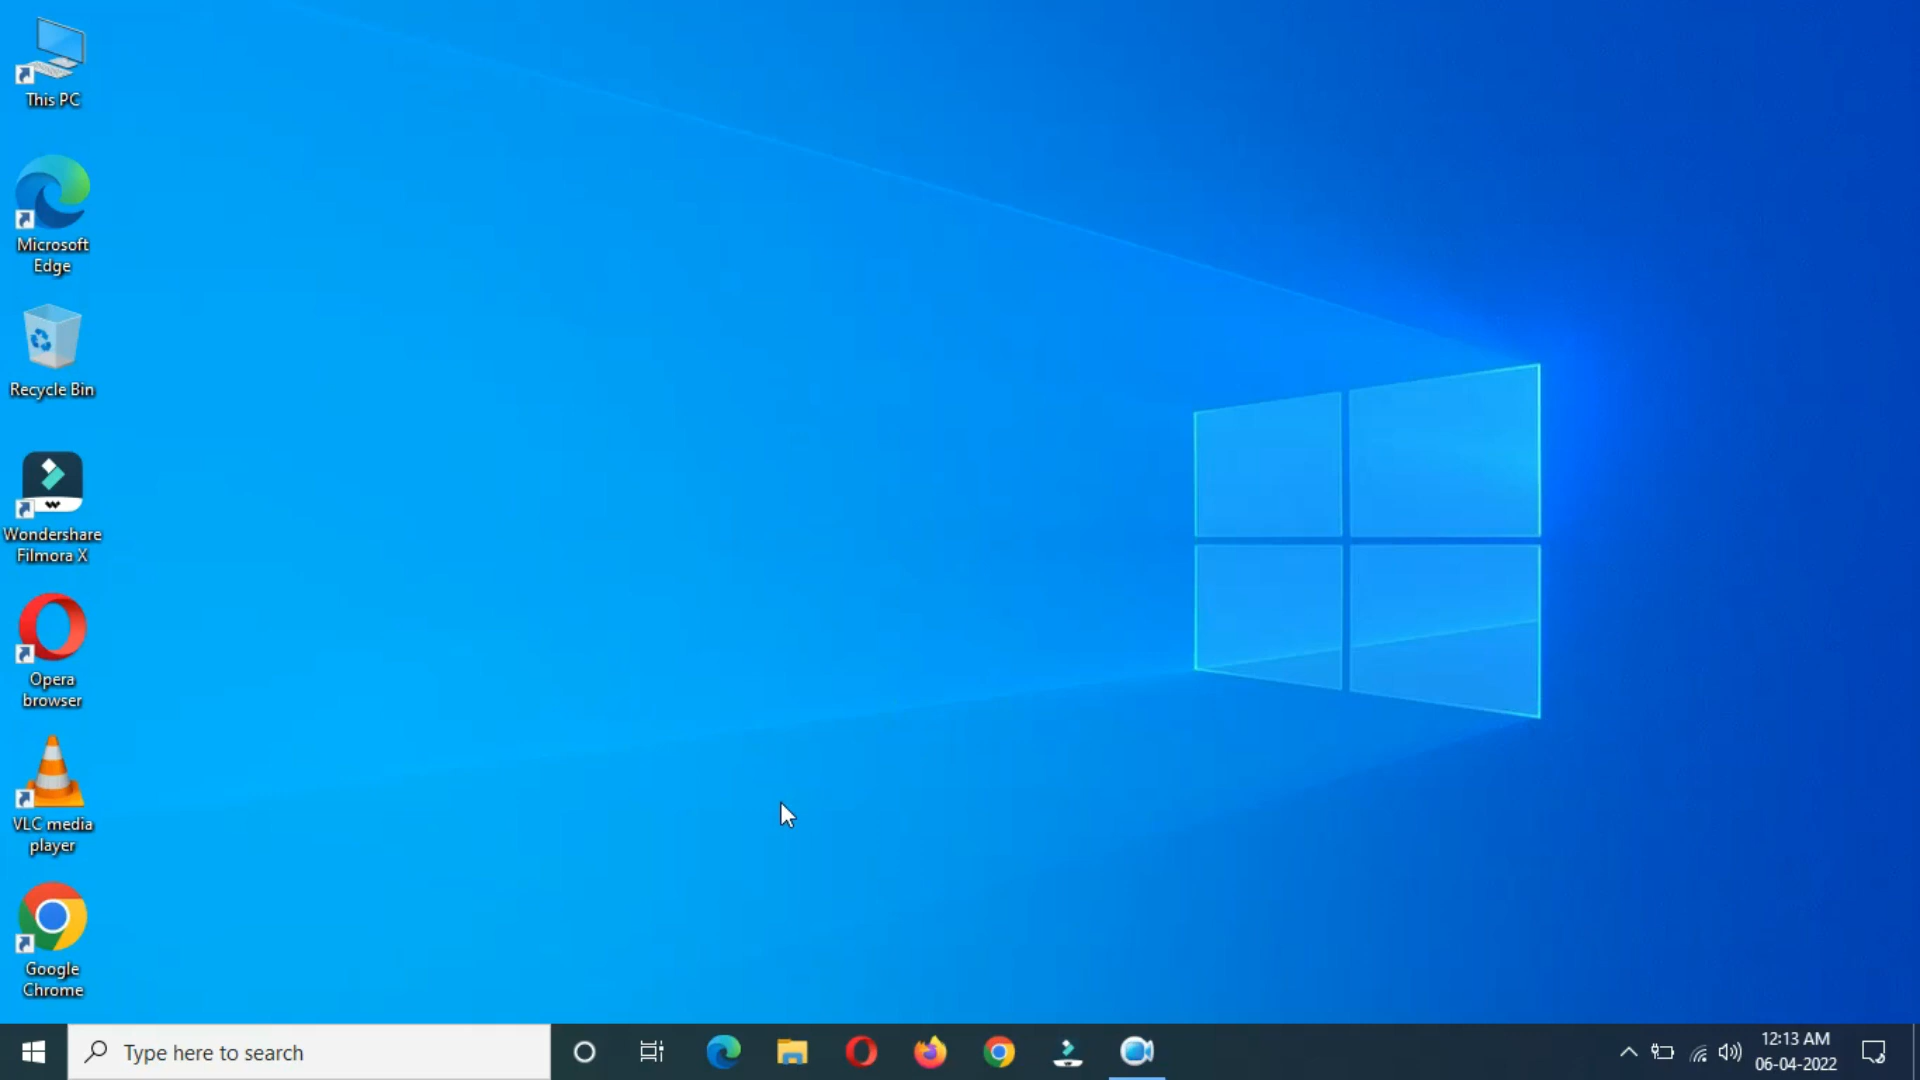 This PC
Microsoft
Edge
Recycle Bin
Wondershare
Filmora X
Opera
browser
VLC media
player
Google
Chrome
Type here to search
12:13 AM
06-04-2022